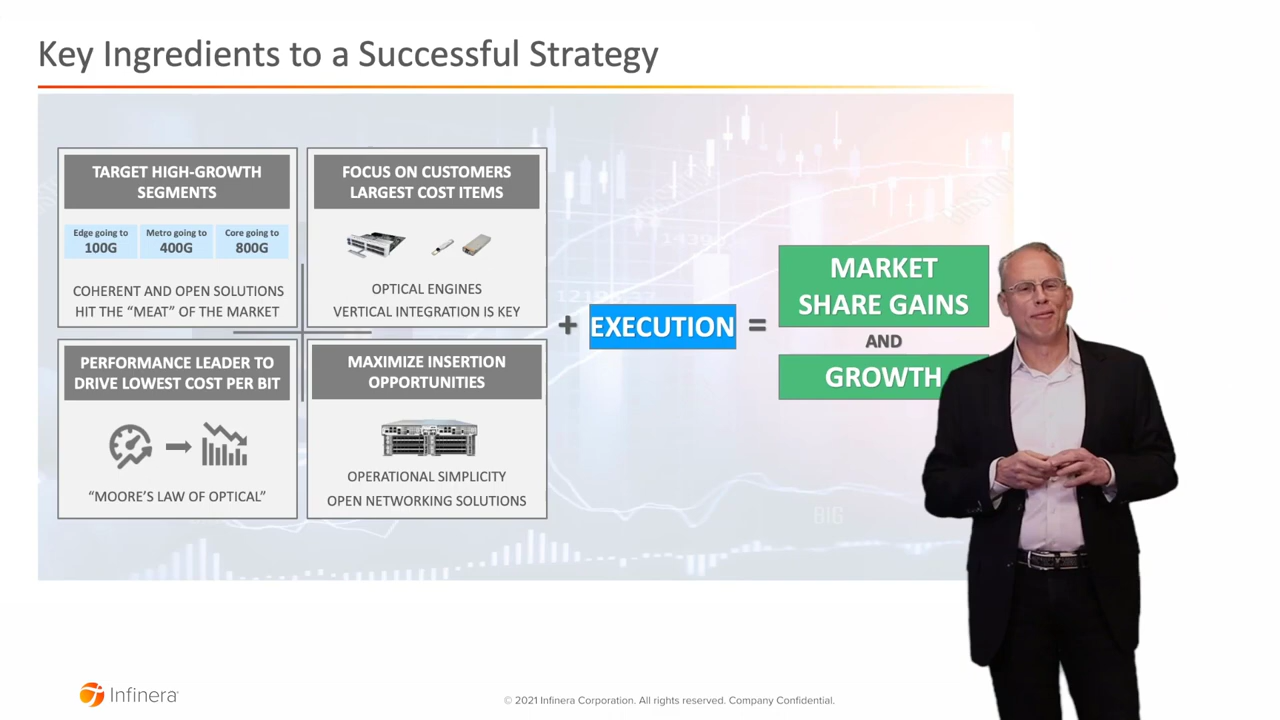 Key Ingredients to a Successful Strategy
TARGET HIGH-GROWTH
SEGMENTS
Edge going to
100G
Metro going to
400G
Core going to
800G
COHERENT AND OPEN SOLUTIONS
HIT THE “MEAT” OF THE MARKET
FOCUS ON CUSTOMERS
LARGEST COST ITEMS
OPTICAL ENGINES
VERTICAL INTEGRATION IS KEY
PERFORMANCE LEADER TO
DRIVE LOWEST COST PER BIT
“MOORE’S LAW OF OPTICAL”
MAXIMIZE INSERTION
OPPORTUNITIES
OPERATIONAL SIMPLICITY
OPEN NETWORKING SOLUTIONS
+ EXECUTION =
MARKET
SHARE GAINS
AND
GROWTH
BIG
Infinera
© 2021 Infinera Corporation. All rights reserved. Company Confidential.